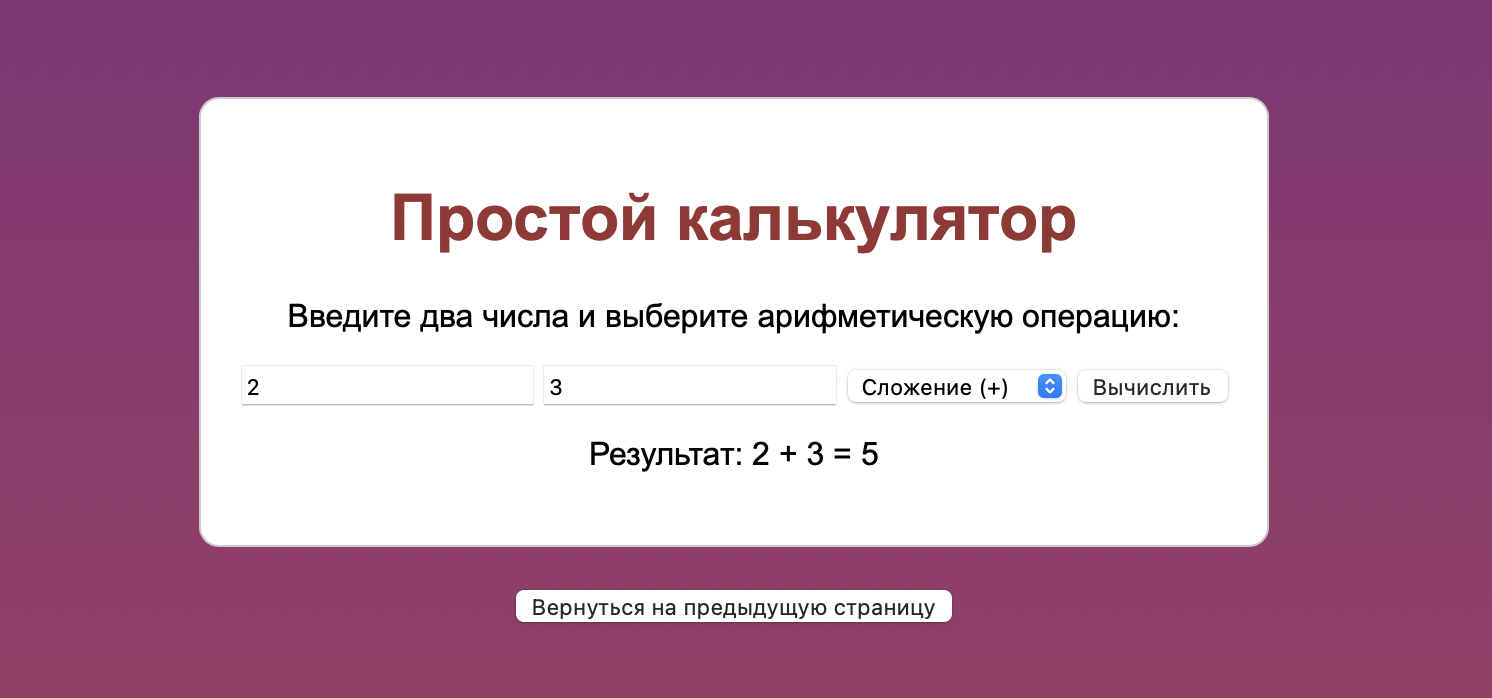 Простой калькулятор
Введите два числа и выберите арифметическую операцию:
2 3 Сложение (+) Вычислить
Результат: 2 + 3 = 5
Вернуться на предыдущую страницу